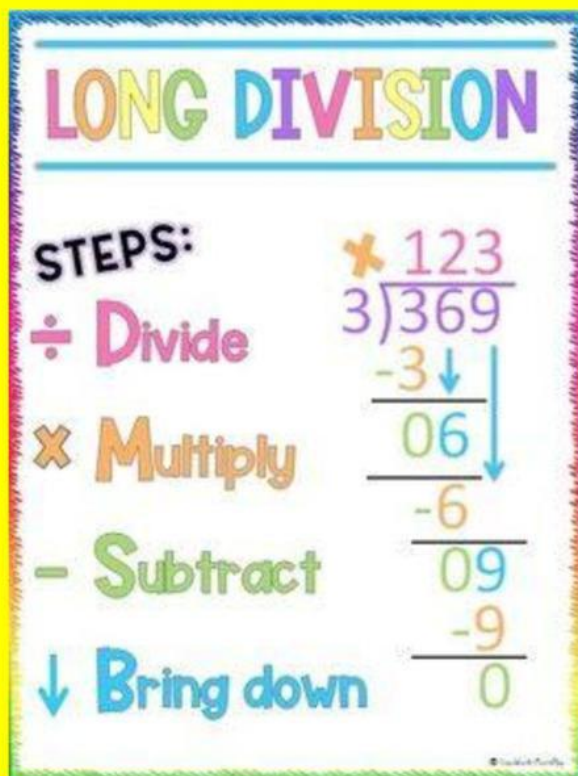 LONG DIVISION
STEPS:
÷ Divide
× Multiply
- Subtract
↓ Bring down
× 123
3)369
-3↓
06
-6
09
-9
0